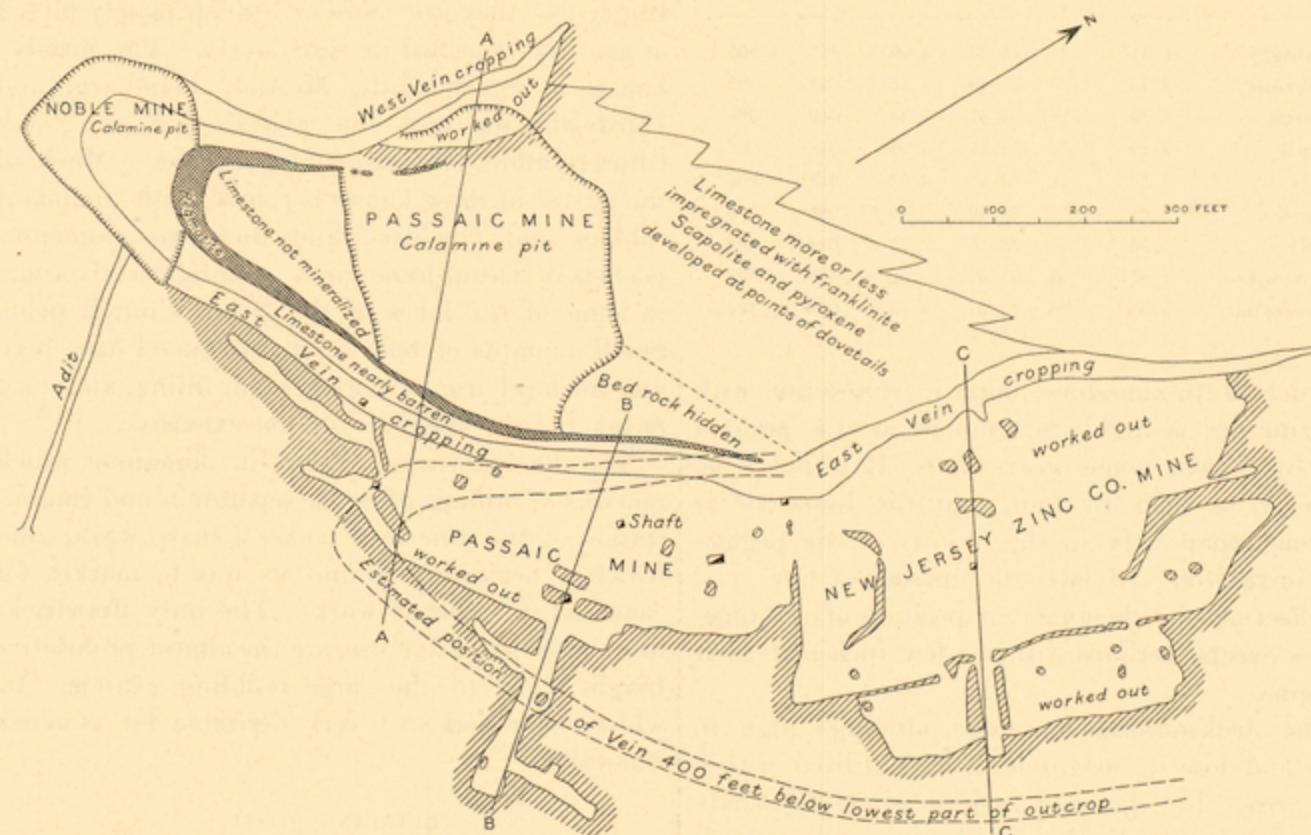 A
N
West Vein cropping
worked out
NOBLE MINE
Calamine pit
0 100 200 300 FEET
Limestone not mineralized
PASSAIC MINE
Calamine pit
Limestone more or less
impregnated with franklinite
Scapolite and pyroxene
developed at points of dovetails
Adit
East Vein cropping
Limestone nearly barren
Bed rock hidden
B
C
East Vein cropping
worked out
Shaft
PASSAIC
MINE
worked out
NEW JERSEY ZINC CO. MINE
A
Estimated position of Vein 400 feet below lowest part of outcrop
worked out
B
C